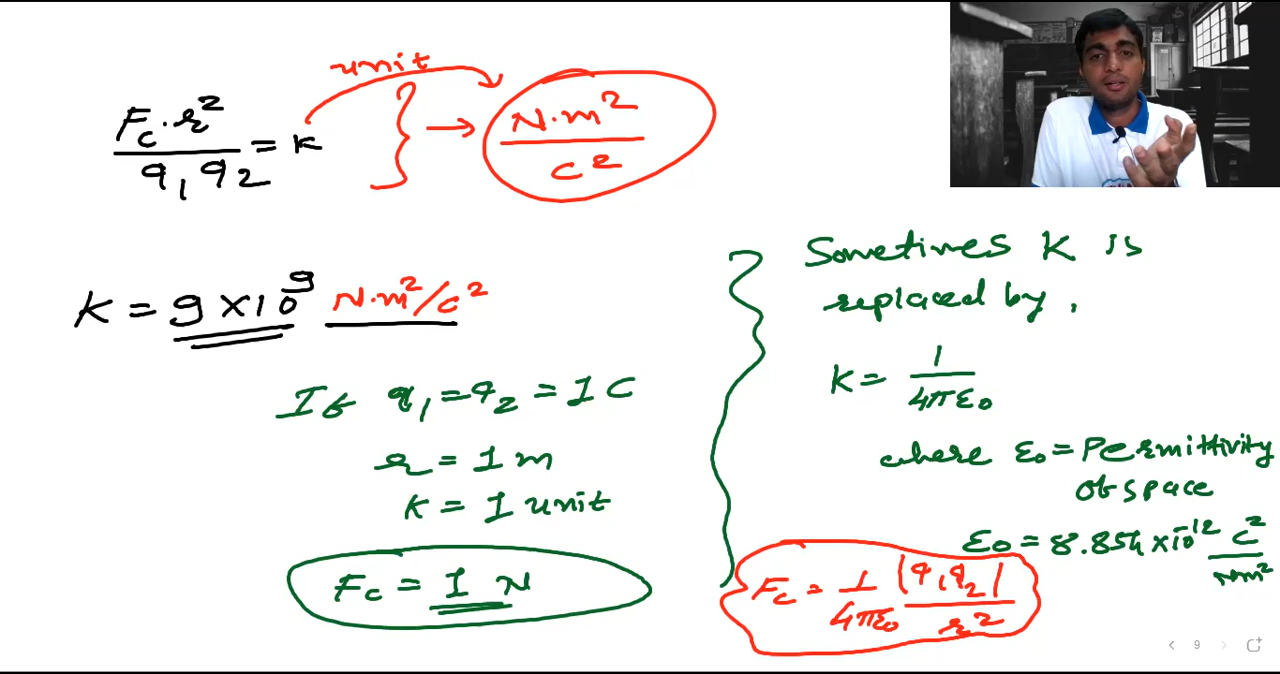 unit
Fc·r²/q₁q₂ = K } → N·m²/c²
K = 9×10⁹ N·m²/c²
If q₁ = q₂ = 1 C
r = 1 m
K = 1 unit
Fc = 1 N
Sometimes K is
replaced by,
K = 1/4πε₀
where ε₀ = Permittivity
of space
ε₀ = 8.854×10⁻¹² c²/Nm²
Fc = 1/4πε₀ |q₁q₂|/r²
< 9 >